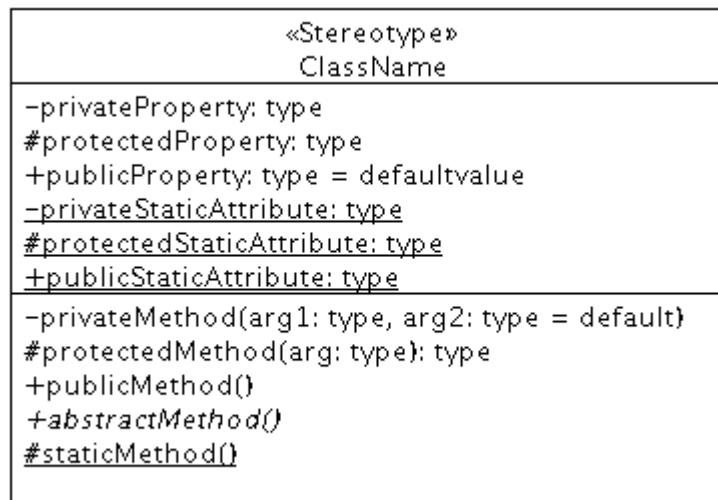 «Stereotype»
ClassName
-privateProperty: type
#protectedProperty: type
+publicProperty: type = defaultvalue
-privateStaticAttribute: type
#protectedStaticAttribute: type
+publicStaticAttribute: type
-privateMethod(arg1: type, arg2: type = default)
#protectedMethod(arg: type): type
+publicMethod()
+abstractMethod()
#staticMethod()